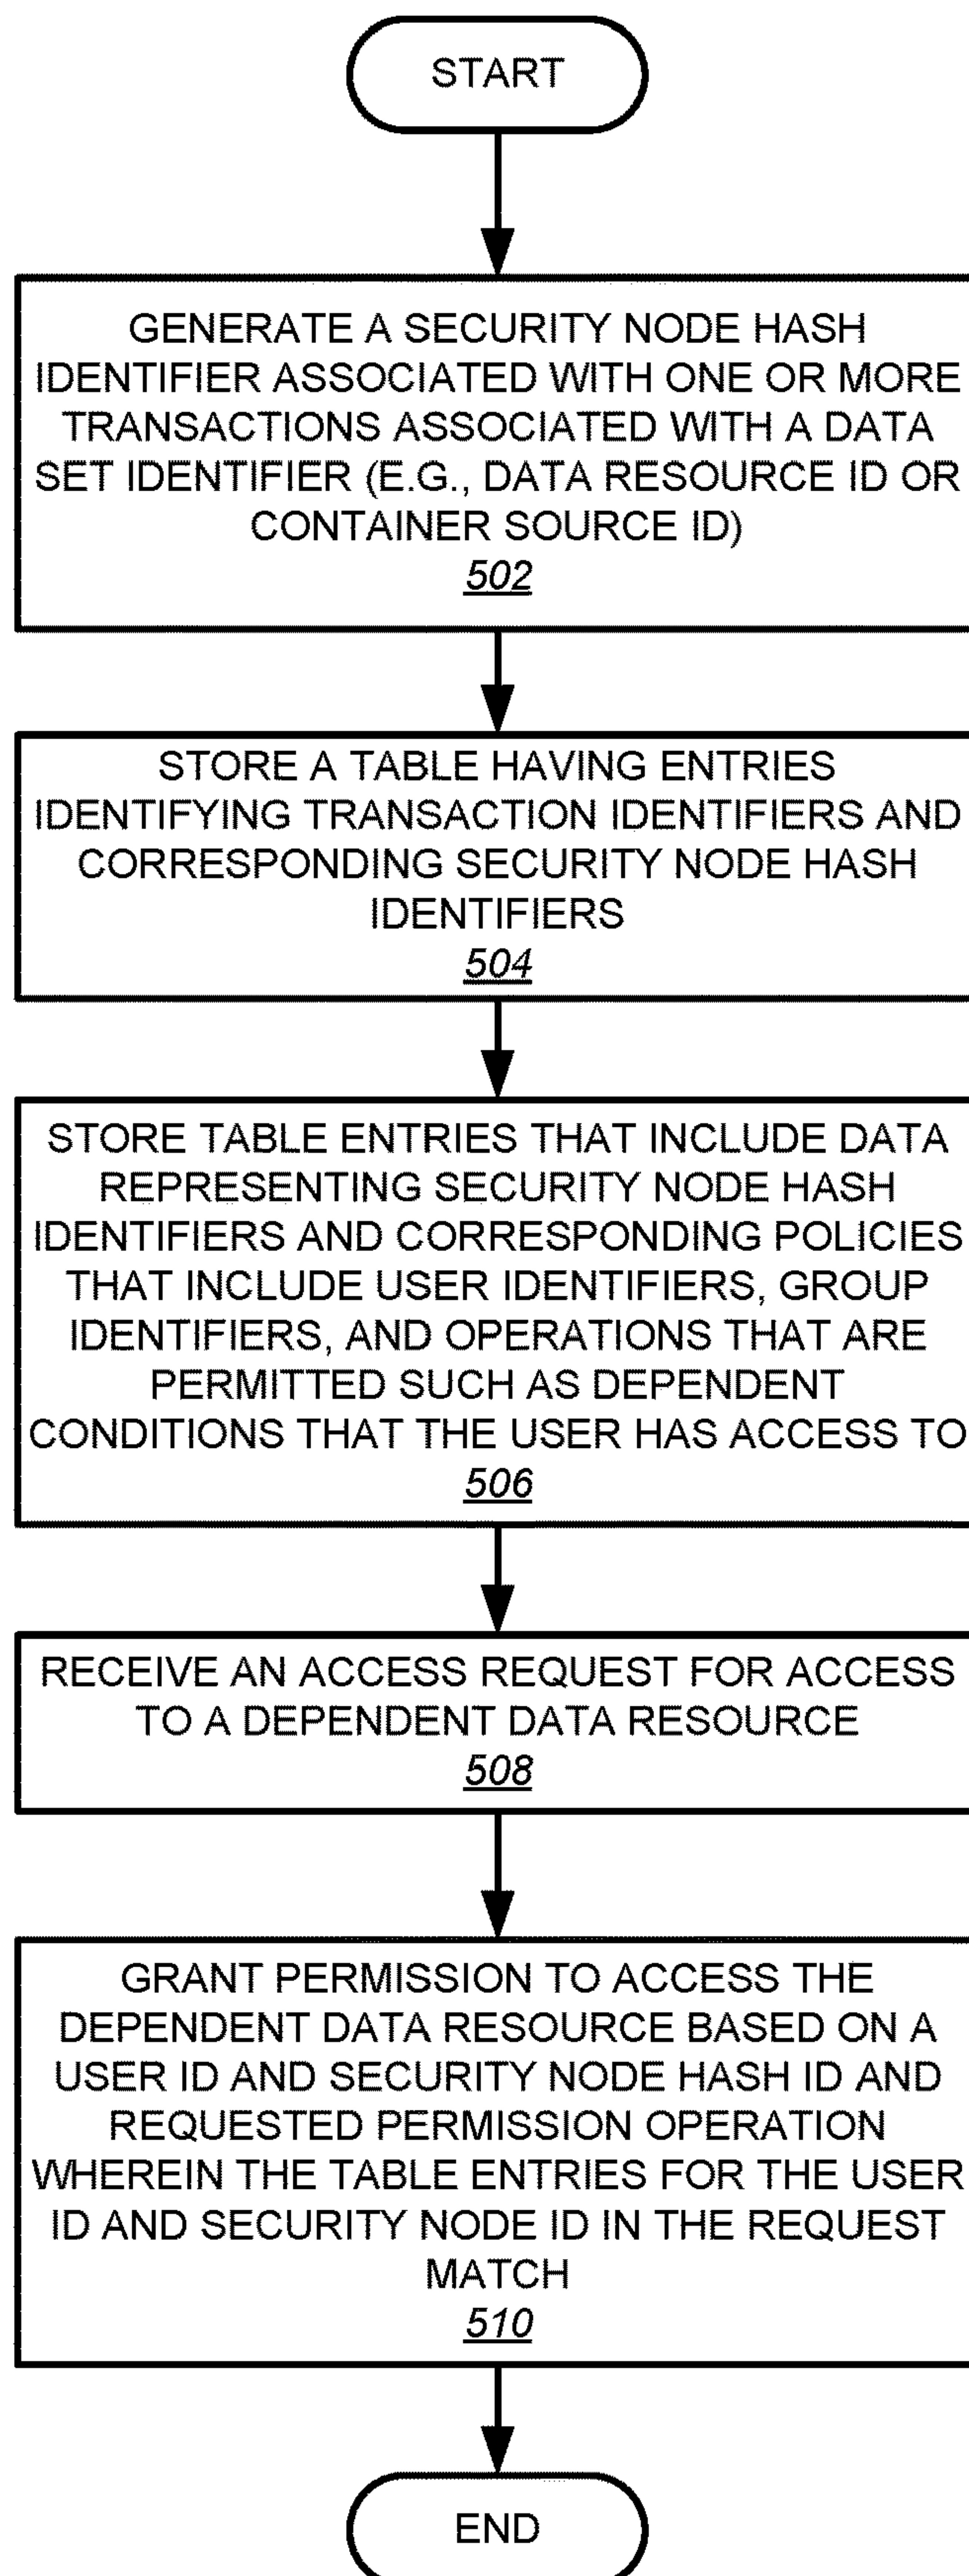 START
GENERATE A SECURITY NODE HASH
IDENTIFIER ASSOCIATED WITH ONE OR MORE
TRANSACTIONS ASSOCIATED WITH A DATA
SET IDENTIFIER (E.G., DATA RESOURCE ID OR
CONTAINER SOURCE ID)
502
STORE A TABLE HAVING ENTRIES
IDENTIFYING TRANSACTION IDENTIFIERS AND
CORRESPONDING SECURITY NODE HASH
IDENTIFIERS
504
STORE TABLE ENTRIES THAT INCLUDE DATA
REPRESENTING SECURITY NODE HASH
IDENTIFIERS AND CORRESPONDING POLICIES
THAT INCLUDE USER IDENTIFIERS, GROUP
IDENTIFIERS, AND OPERATIONS THAT ARE
PERMITTED SUCH AS DEPENDENT
CONDITIONS THAT THE USER HAS ACCESS TO
506
RECEIVE AN ACCESS REQUEST FOR ACCESS
TO A DEPENDENT DATA RESOURCE
508
GRANT PERMISSION TO ACCESS THE
DEPENDENT DATA RESOURCE BASED ON A
USER ID AND SECURITY NODE HASH ID AND
REQUESTED PERMISSION OPERATION
WHEREIN THE TABLE ENTRIES FOR THE USER
ID AND SECURITY NODE ID IN THE REQUEST
MATCH
510
END